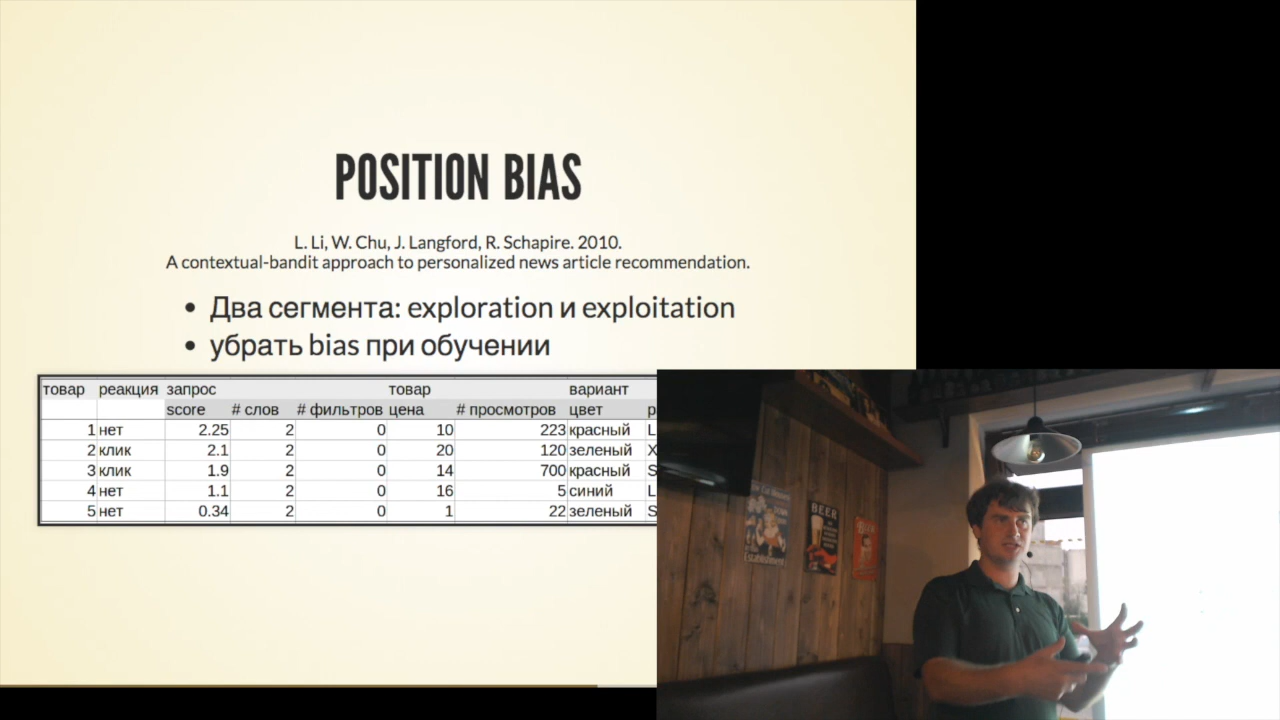 POSITION BIAS
L. Li, W. Chu, J. Langford, R. Schapire. 2010.
A contextual-bandit approach to personalized news article recommendation.
• Два сегмента: exploration и exploitation
• убрать bias при обучении
товар реакция запрос товар вариант
score # слов # фильтров цена # просмотров цвет р
1 нет 2.25 2 0 10 223 красный L
2 клик 2.1 2 0 20 120 зеленый X
3 клик 1.9 2 0 14 700 красный S
4 нет 1.1 2 0 16 5 синий L
5 нет 0.34 2 0 1 22 зеленый S
BEER
Establishment